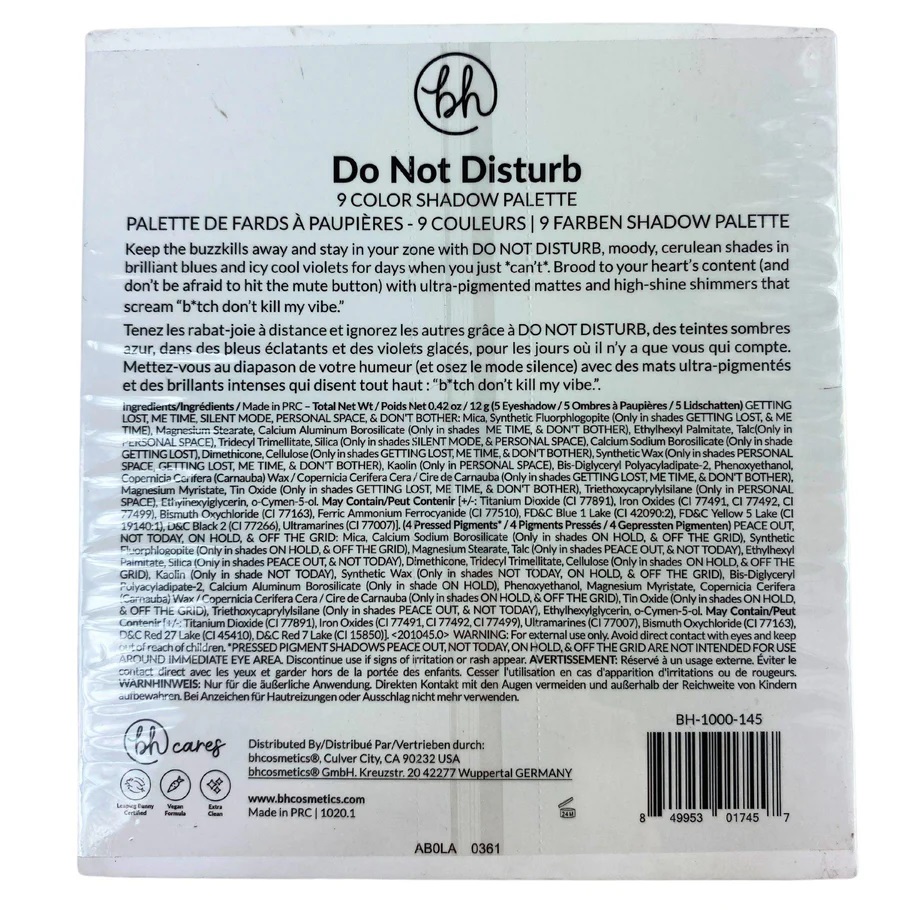 bh
Do Not Disturb
9 COLOR SHADOW PALETTE
PALETTE DE FARDS À PAUPIÈRES - 9 COULEURS | 9 FARBEN SHADOW PALETTE
Keep the buzzkills away and stay in your zone with DO NOT DISTURB, moody, cerulean shades in
brilliant blues and icy cool violets for days when you just *can't*. Brood to your heart's content (and
don't be afraid to hit the mute button) with ultra-pigmented mattes and high-shine shimmers that
scream “b*tch don't kill my vibe.”
Tenez les rabat-joie à distance et ignorez les autres grâce à DO NOT DISTURB, des teintes sombres
azur, dans des bleus éclatants et des violets glacés, pour les jours où il n'y a que vous qui compte.
Mettez-vous au diapason de votre humeur (et osez le mode silence) avec des mats ultra-pigmentés
et des brillants intenses qui disent tout haut : “b*tch don't kill my vibe.”.
Ingredients/Ingrédients / Made in PRC – Total Net Wt / Poids Net 0.42 oz / 12 g (5 Eyeshadow / 5 Ombres à Paupières / 5 Lidschatten) GETTING
LOST, ME TIME, SILENT MODE, PERSONAL SPACE, & DON'T BOTHER: Mica, Synthetic Fluorphlogopite (Only in shades GETTING LOST, & ME
TIME), Magnesium Stearate, Calcium Aluminum Borosilicate (Only in shades ME TIME, & DON'T BOTHER), Ethylhexyl Palmitate, Talc(Only in
PERSONAL SPACE), Tridecyl Trimellitate, Silica (Only in shades SILENT MODE, & PERSONAL SPACE), Calcium Sodium Borosilicate (Only in shade
GETTING LOST), Dimethicone, Cellulose (Only in shades GETTING LOST, ME TIME, & DON'T BOTHER), Synthetic Wax (Only in shades PERSONAL
SPACE, GETTING LOST, ME TIME, & DON'T BOTHER), Kaolin (Only in PERSONAL SPACE), Bis-Diglyceryl Polyacyladipate-2, Phenoxyethanol,
Copernicia Cerifera (Carnauba) Wax / Copernicia Cerifera Cera / Cire de Carnauba (Only in shades GETTING LOST, ME TIME, & DON'T BOTHER),
Magnesium Myristate, Tin Oxide (Only in shades GETTING LOST, ME TIME, & DON'T BOTHER), Triethoxycaprylylsilane (Only in shades PERSONAL
SPACE), Ethylhexylglycerin, o-Cymen-5-ol. May Contain/Peut Contenir [+/-: Titanium Dioxide (CI 77891), Iron Oxides (CI 77491, CI 77492, CI
77499), Bismuth Oxychloride (CI 77163), Ferric Ammonium Ferrocyanide (CI 77510), FD&C Blue 1 Lake (CI 42090:2), FD&C Yellow 5 Lake (CI
19140:1), D&C Black 2 (CI 77266), Ultramarines (CI 77007)]. (4 Pressed Pigments* / 4 Pigments Pressés / 4 Gepressten Pigmenten) PEACE OUT,
NOT TODAY, ON HOLD, & OFF THE GRID: Mica, Calcium Sodium Borosilicate (Only in shades ON HOLD, & OFF THE GRID), Synthetic
Fluorphlogopite (Only in shades ON HOLD, & OFF THE GRID), Magnesium Stearate, Talc (Only in shades PEACE OUT, & NOT TODAY), Ethylhexyl
Palmitate, Silica (Only in shades PEACE OUT, & NOT TODAY), Dimethicone, Tridecyl Trimellitate, Cellulose (Only in shades ON HOLD, & OFF THE
GRID), Kaolin (Only in shade NOT TODAY), Synthetic Wax (Only in shades NOT TODAY, ON HOLD, & OFF THE GRID), Bis-Diglyceryl
Polyacyladipate-2, Calcium Aluminum Borosilicate (Only in shade ON HOLD), Phenoxyethanol, Magnesium Myristate, Copernicia Cerifera
(Carnauba) Wax / Copernicia Cerifera Cera / Cire de Carnauba (Only in shades ON HOLD, & OFF THE GRID), Tin Oxide (Only in shades ON HOLD,
& OFF THE GRID), Triethoxycaprylylsilane (Only in shades PEACE OUT, & NOT TODAY), Ethylhexylglycerin, o-Cymen-5-ol. May Contain/Peut
Contenir [+/-: Titanium Dioxide (CI 77891), Iron Oxides (CI 77491, CI 77492, CI 77499), Ultramarines (CI 77007), Bismuth Oxychloride (CI 77163),
D&C Red 27 Lake (CI 45410), D&C Red 7 Lake (CI 15850)]. <201045.0> WARNING: For external use only. Avoid direct contact with eyes and keep
out of reach of children. *PRESSED PIGMENT SHADOWS PEACE OUT, NOT TODAY, ON HOLD, & OFF THE GRID ARE NOT INTENDED FOR USE
AROUND IMMEDIATE EYE AREA. Discontinue use if signs of irritation or rash appear. AVERTISSEMENT: Réservé à un usage externe. Éviter le
contact direct avec les yeux et garder hors de la portée des enfants. Cesser l'utilisation en cas d'apparition d'irritations ou de rougeurs.
WARNHINWEIS: Nur für die äußerliche Anwendung. Direkten Kontakt mit den Augen vermeiden und außerhalb der Reichweite von Kindern
aufbewahren. Bei Anzeichen für Hautreizungen oder Ausschlag nicht mehr verwenden.
bh cares
Leaping Bunny Certified
Vegan Formula
Extra Clean
Distributed By/Distribué Par/Vertrieben durch:
bhcosmetics®, Culver City, CA 90232 USA
bhcosmetics® GmbH. Kreuzstr. 20 42277 Wuppertal GERMANY
www.bhcosmetics.com
Made in PRC | 1020.1
24M
BH-1000-145
8 49953 01745 7
AB0LA 0361